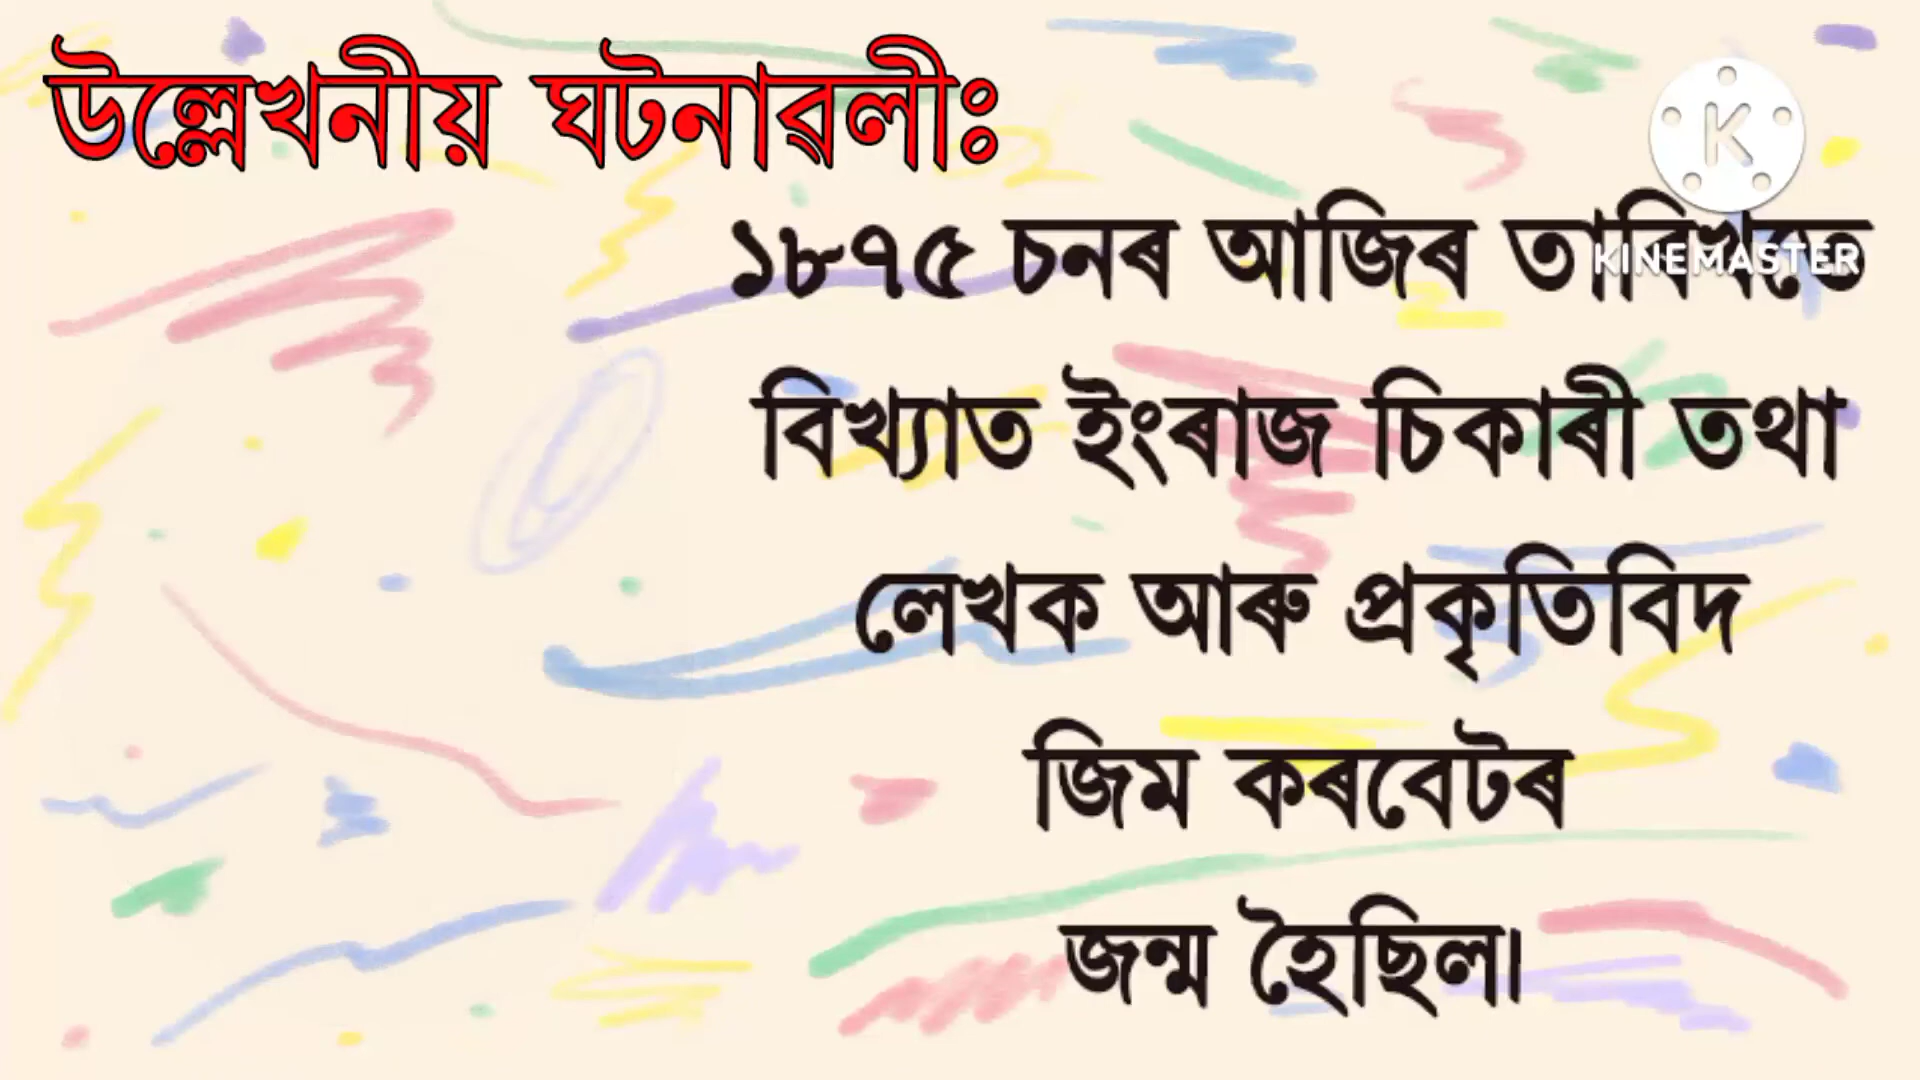 উল্লেখনীয় ঘটনাৱলীঃ
১৮৭৫ চনৰ আজিৰ তাৰিখতে
বিখ্যাত ইংৰাজ চিকাৰী তথা
লেখক আৰু প্ৰকৃতিবিদ
জিম কৰবেটৰ
জন্ম হৈছিল।
K
KINEMASTER